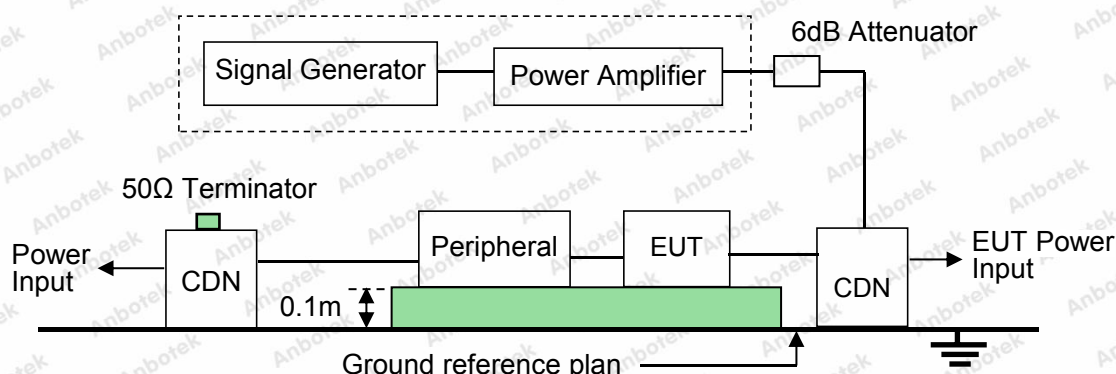 6dB Attenuator
Signal Generator
Power Amplifier
50Ω Terminator
Power
Input
CDN
Peripheral
EUT
CDN
EUT Power
Input
0.1m
Ground reference plan
Anbotek